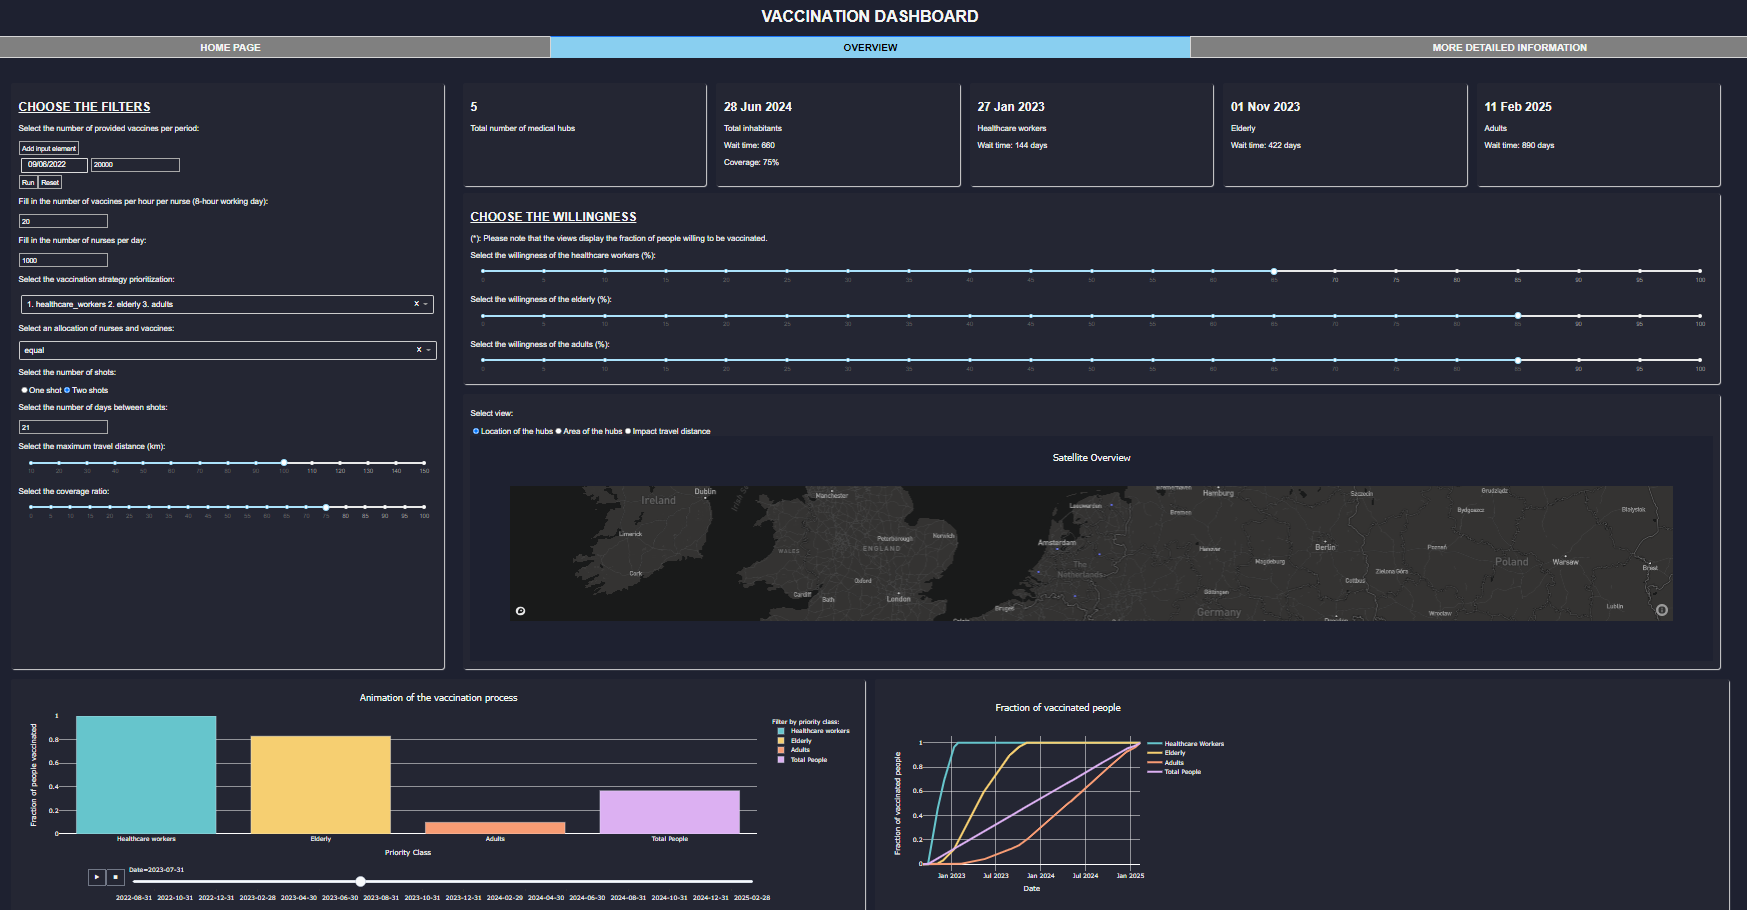 VACCINATION DASHBOARD
HOME PAGE
OVERVIEW
MORE DETAILED INFORMATION
CHOOSE THE FILTERS
Select the number of provided vaccines per period:
Add input element
09/06/2022 20000
Run Reset
Fill in the number of vaccines per hour per nurse (8-hour working day):
20
Fill in the number of nurses per day:
1000
Select the vaccination strategy prioritization:
1. healthcare_workers 2. elderly 3. adults x
Select an allocation of nurses and vaccines:
equal x
Select the number of shots:
One shot Two shots
Select the number of days between shots:
21
Select the maximum travel distance (km):
10 20 30 40 50 60 70 80 90 100 110 120 130 140 150
Select the coverage ratio:
0 5 10 15 20 25 30 35 40 45 50 55 60 65 70 75 80 85 90 95 100
5
Total number of medical hubs
28 Jun 2024
Total inhabitants
Wait time: 660
Coverage: 75%
27 Jan 2023
Healthcare workers
Wait time: 144 days
01 Nov 2023
Elderly
Wait time: 422 days
11 Feb 2025
Adults
Wait time: 890 days
CHOOSE THE WILLINGNESS
(*): Please note that the views display the fraction of people willing to be vaccinated.
Select the willingness of the healthcare workers (%):
0 5 10 15 20 25 30 35 40 45 50 55 60 65 70 75 80 85 90 95 100
Select the willingness of the elderly (%):
0 5 10 15 20 25 30 35 40 45 50 55 60 65 70 75 80 85 90 95 100
Select the willingness of the adults (%):
0 5 10 15 20 25 30 35 40 45 50 55 60 65 70 75 80 85 90 95 100
Select view:
Location of the hubs Area of the hubs Impact travel distance
Satellite Overview
Ireland
Dublin
Limerick
Cork
Manchester
WALES
Peterborough
ENGLAND
Norwich
Oxford
Cardiff
Bath
London
Leeuwarden
Amsterdam
The
Netherlands
Bruges
Hamburg
Bremen
Hanover
Magdeburg
Göttingen
Germany
Berlin
Cottbus
Szczecin
Zielona Góra
Poznań
Bydgoszcz
Grudziądz
Poland
Warsaw
Białystok
Brest
Lublin
Wrocław
Animation of the vaccination process
Fraction of people vaccinated
1
0.8
0.6
0.4
0.2
0
Healthcare workers Elderly Adults Total People
Priority Class
Filter by priority class:
Healthcare workers
Elderly
Adults
Total People
Date=2023-07-31
2022-08-31 2022-10-31 2022-12-31 2023-02-28 2023-04-30 2023-06-30 2023-08-31 2023-10-31 2023-12-31 2024-02-29 2024-04-30 2024-06-30 2024-08-31 2024-10-31 2024-12-31 2025-02-28
Fraction of vaccinated people
Fraction of vaccinated people
1
0.8
0.6
0.4
0.2
0
Jan 2023 Jul 2023 Jan 2024 Jul 2024 Jan 2025
Date
Healthcare Workers
Elderly
Adults
Total People